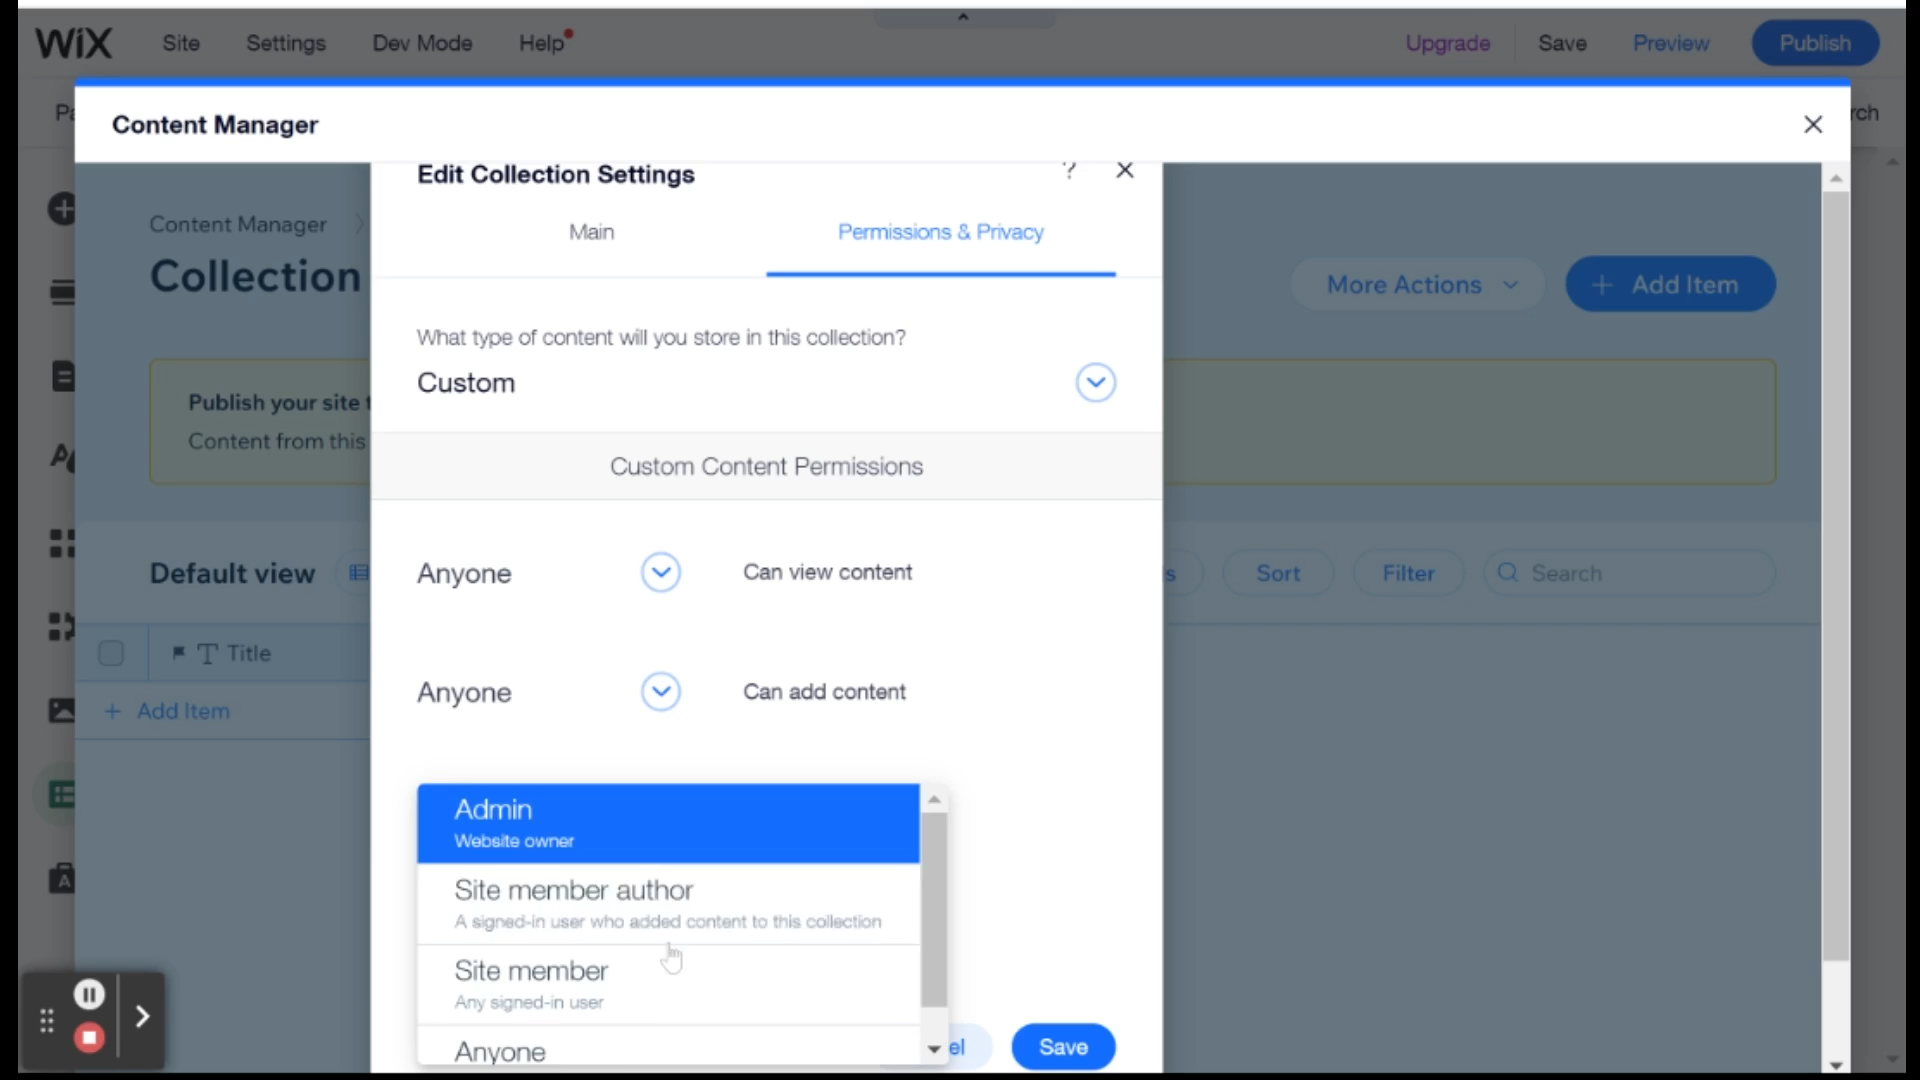 WiX Site Settings Dev Mode Help Upgrade Save Preview Publish
Content Manager
Edit Collection Settings ?
Content Manager
Main Permissions & Privacy
Collection
More Actions + Add Item
What type of content will you store in this collection?
Custom
Publish your site
Content from this
Custom Content Permissions
Default view
Anyone Can view content
Sort Filter Search
T Title
+ Add Item
Anyone Can add content
Admin
Website owner
Site member author
A signed-in user who added content to this collection
Site member
Any signed-in user
Anyone
el Save